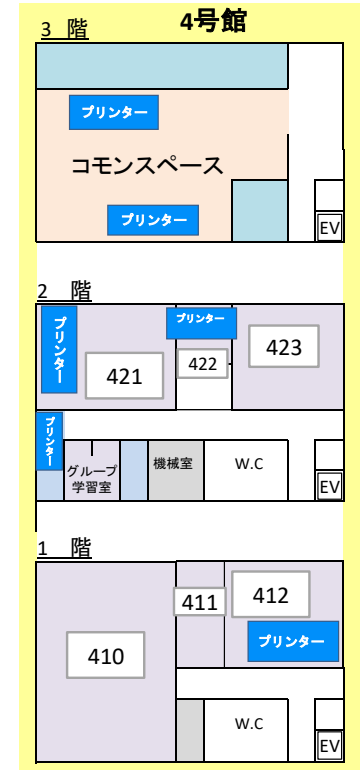 4号館
3 階
プリンター
コモンスペース
プリンター
EV
2 階
プリンター
プリンター
421
422
423
プリンター
グループ
学習室
機械室
W.C
EV
1 階
410
411
412
プリンター
W.C
EV